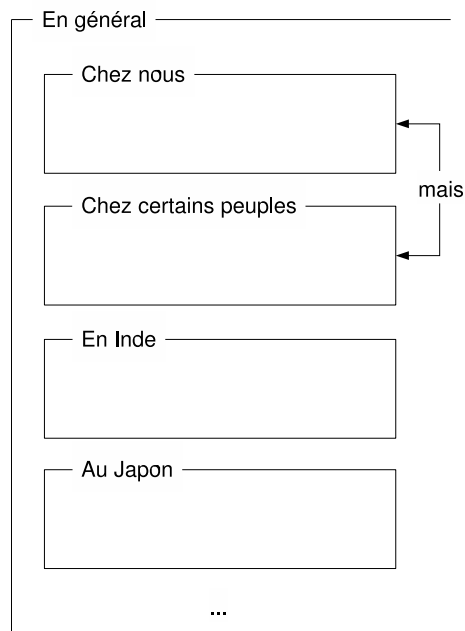 En général
Chez nous
mais
Chez certains peuples
En Inde
Au Japon
...